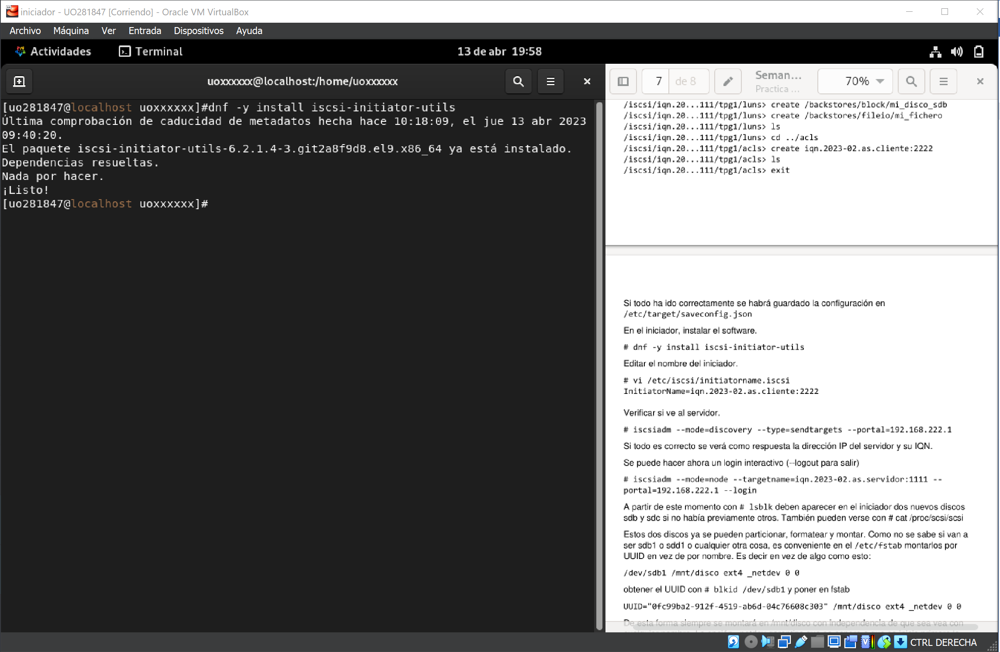 iniciador - UO281847 [Corriendo] - Oracle VM VirtualBox
Archivo Máquina Ver Entrada Dispositivos Ayuda
Actividades Terminal 13 de abr 19:58
uoxxxxxx@localhost:/home/uoxxxxxx
[uo281847@localhost uoxxxxxx]#dnf -y install iscsi-initiator-utils
Última comprobación de caducidad de metadatos hecha hace 10:18:09, el jue 13 abr 2023
09:40:20.
El paquete iscsi-initiator-utils-6.2.1.4-3.git2a8f9d8.el9.x86_64 ya está instalado.
Dependencias resueltas.
Nada por hacer.
¡Listo!
[uo281847@localhost uoxxxxxx]#
7 de 8 Seman... 70%
Practica ...
/iscsi/iqn.20...111/tpg1/luns> create /backstores/block/mi_disco_sdb
/iscsi/iqn.20...111/tpg1/luns> create /backstores/fileio/mi_fichero
/iscsi/iqn.20...111/tpg1/luns> ls
/iscsi/iqn.20...111/tpg1/luns> cd ../acls
/iscsi/iqn.20...111/tpg1/acls> create iqn.2023-02.as.cliente:2222
/iscsi/iqn.20...111/tpg1/acls> ls
/iscsi/iqn.20...111/tpg1/acls> exit
Si todo ha ido correctamente se habrá guardado la configuración en
/etc/target/saveconfig.json
En el iniciador, instalar el software.
# dnf -y install iscsi-initiator-utils
Editar el nombre del iniciador.
# vi /etc/iscsi/initiatorname.iscsi
InitiatorName=iqn.2023-02.as.cliente:2222
Verificar si ve al servidor.
# iscsiadm --mode=discovery --type=sendtargets --portal=192.168.222.1
Si todo es correcto se verá como respuesta la dirección IP del servidor y su IQN.
Se puede hacer ahora un login interactivo (--logout para salir)
# iscsiadm --mode=node --targetname=iqn.2023-02.as.servidor:1111 --
portal=192.168.222.1 --login
A partir de este momento con # lsblk deben aparecer en el iniciador dos nuevos discos
sdb y sdc si no había previamente otros. También pueden verse con # cat /proc/scsi/scsi
Estos dos discos ya se pueden particionar, formatear y montar. Como no se sabe si van a
ser sdb1 o sdd1 o cualquier otra cosa, es conveniente en el /etc/fstab montarlos por
UUID en vez de por nombre. Es decir en vez de algo como esto:
/dev/sdb1 /mnt/disco ext4 _netdev 0 0
obtener el UUID con # blkid /dev/sdb1 y poner en fstab
UUID="0fc99ba2-912f-4519-ab6d-04c76608c303" /mnt/disco ext4 _netdev 0 0
De esta forma siempre se montará en /mnt/disco con independencia de que sea vea con
CTRL DERECHA